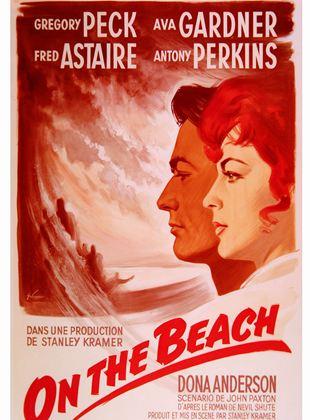 GREGORY PECK AVA GARDNER
FRED ASTAIRE ANTONY PERKINS
DANS UNE PRODUCTION
DE STANLEY KRAMER
ON THE BEACH
DONA ANDERSON
SCENARIO DE JOHN PAXTON
D'APRES LE ROMAN DE NEVIL SHUTE
PRODUIT ET MIS EN SCENE PAR STANLEY KRAMER